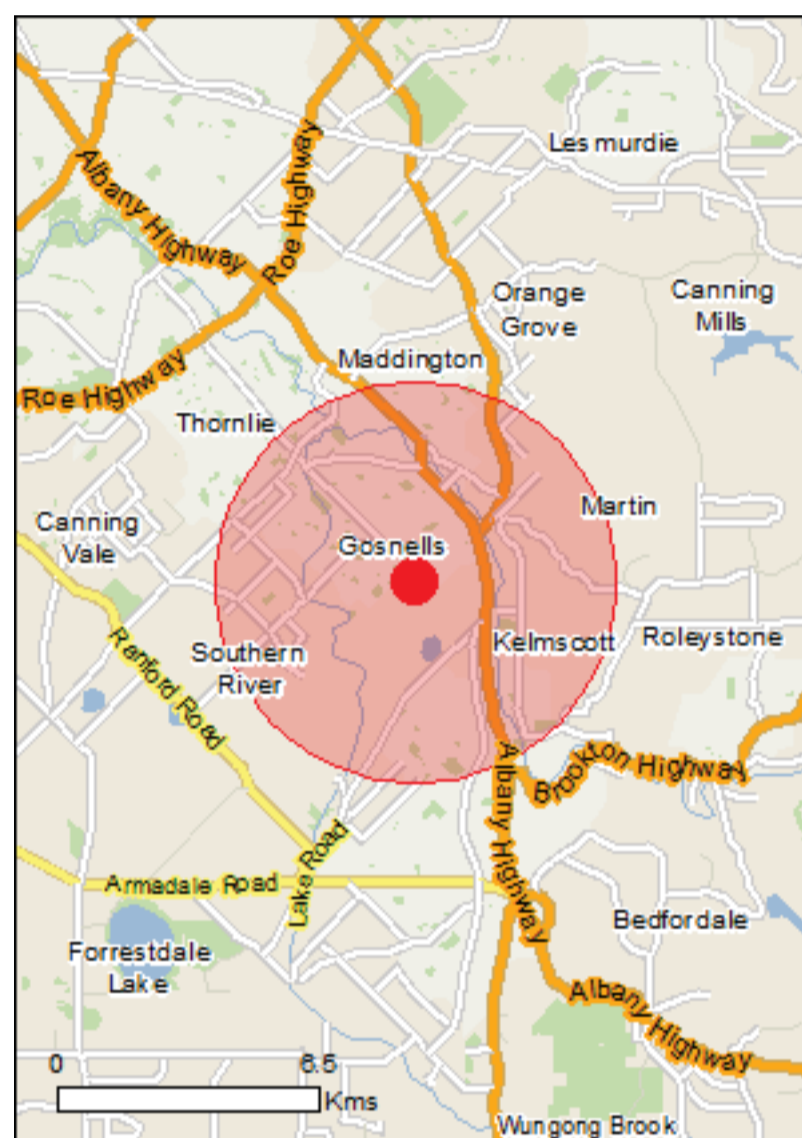 Les murdie
Albany Highway
Roe Highway
Orange
Grove
Canning
Mills
Maddington
Roe Highway
Thornlie
Martin
Canning
Vale
Gosnells
Kelmscott
Roleystone
Southern
River
Ranford Road
Albany Highway
Brookton Highway
Lake Road
Armadale Road
Bedfordale
Forrestdale
Lake
Albany Highway
0 6.5
Kms
Wungong Brook